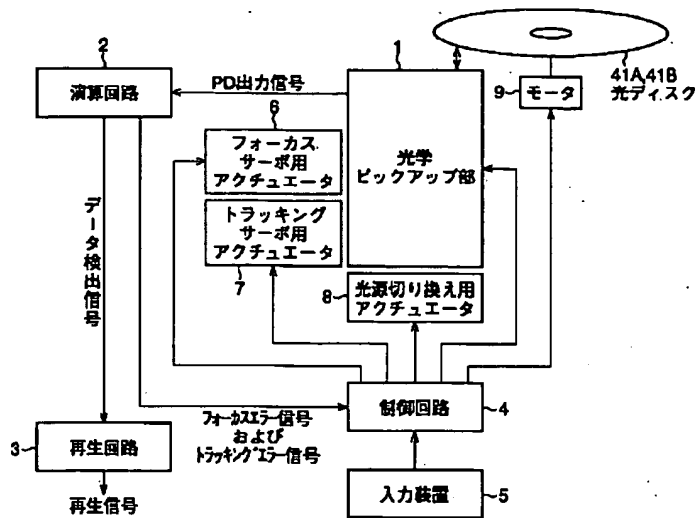 2
演算回路
PD出力信号
1
光学
ピックアップ部
41A,41B
光ディスク
9
モータ
6
フォーカス
サーボ用
アクチュエータ
トラッキング
サーボ用
アクチュエータ
7
8
光源切り換え用
アクチュエータ
データ検出信号
制御回路
4
フォーカスエラー信号
および
トラッキングエラー信号
3
再生回路
再生信号
入力装置
5